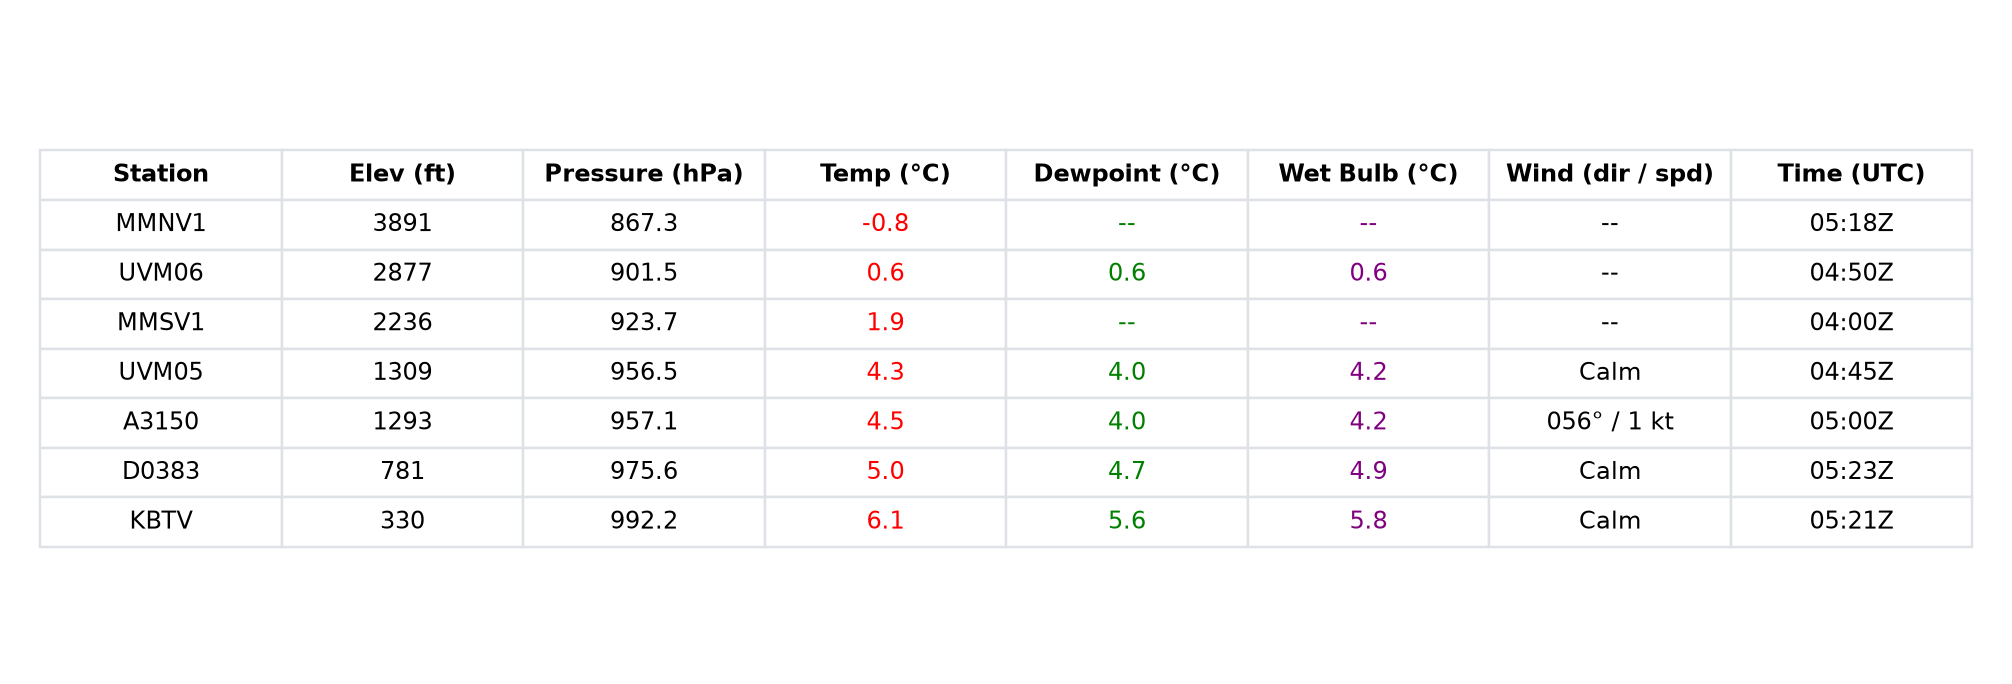 Station Elev (ft) Pressure (hPa) Temp (°C) Dewpoint (°C) Wet Bulb (°C) Wind (dir / spd) Time (UTC)
MMNV1 3891 867.3 -0.8 -- -- -- 05:18Z
UVM06 2877 901.5 0.6 0.6 0.6 -- 04:50Z
MMSV1 2236 923.7 1.9 -- -- -- 04:00Z
UVM05 1309 956.5 4.3 4.0 4.2 Calm 04:45Z
A3150 1293 957.1 4.5 4.0 4.2 056° / 1 kt 05:00Z
D0383 781 975.6 5.0 4.7 4.9 Calm 05:23Z
KBTV 330 992.2 6.1 5.6 5.8 Calm 05:21Z